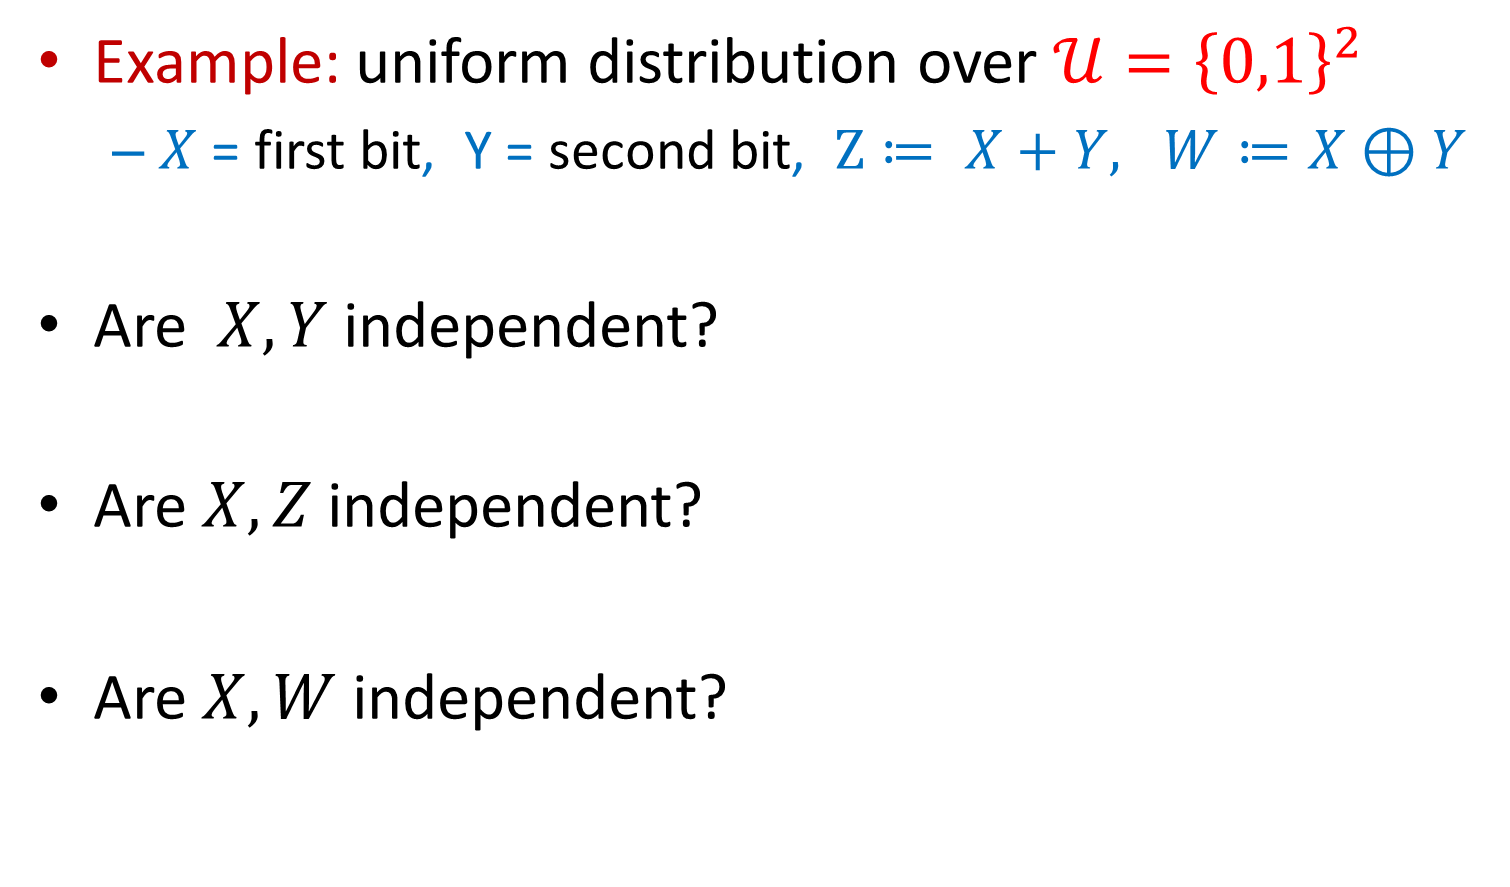 • Example: uniform distribution over 𝒰 = {0,1}²
– X = first bit, Y = second bit, Z ≔ X + Y, W ≔ X ⊕ Y
• Are X, Y independent?
• Are X, Z independent?
• Are X, W independent?